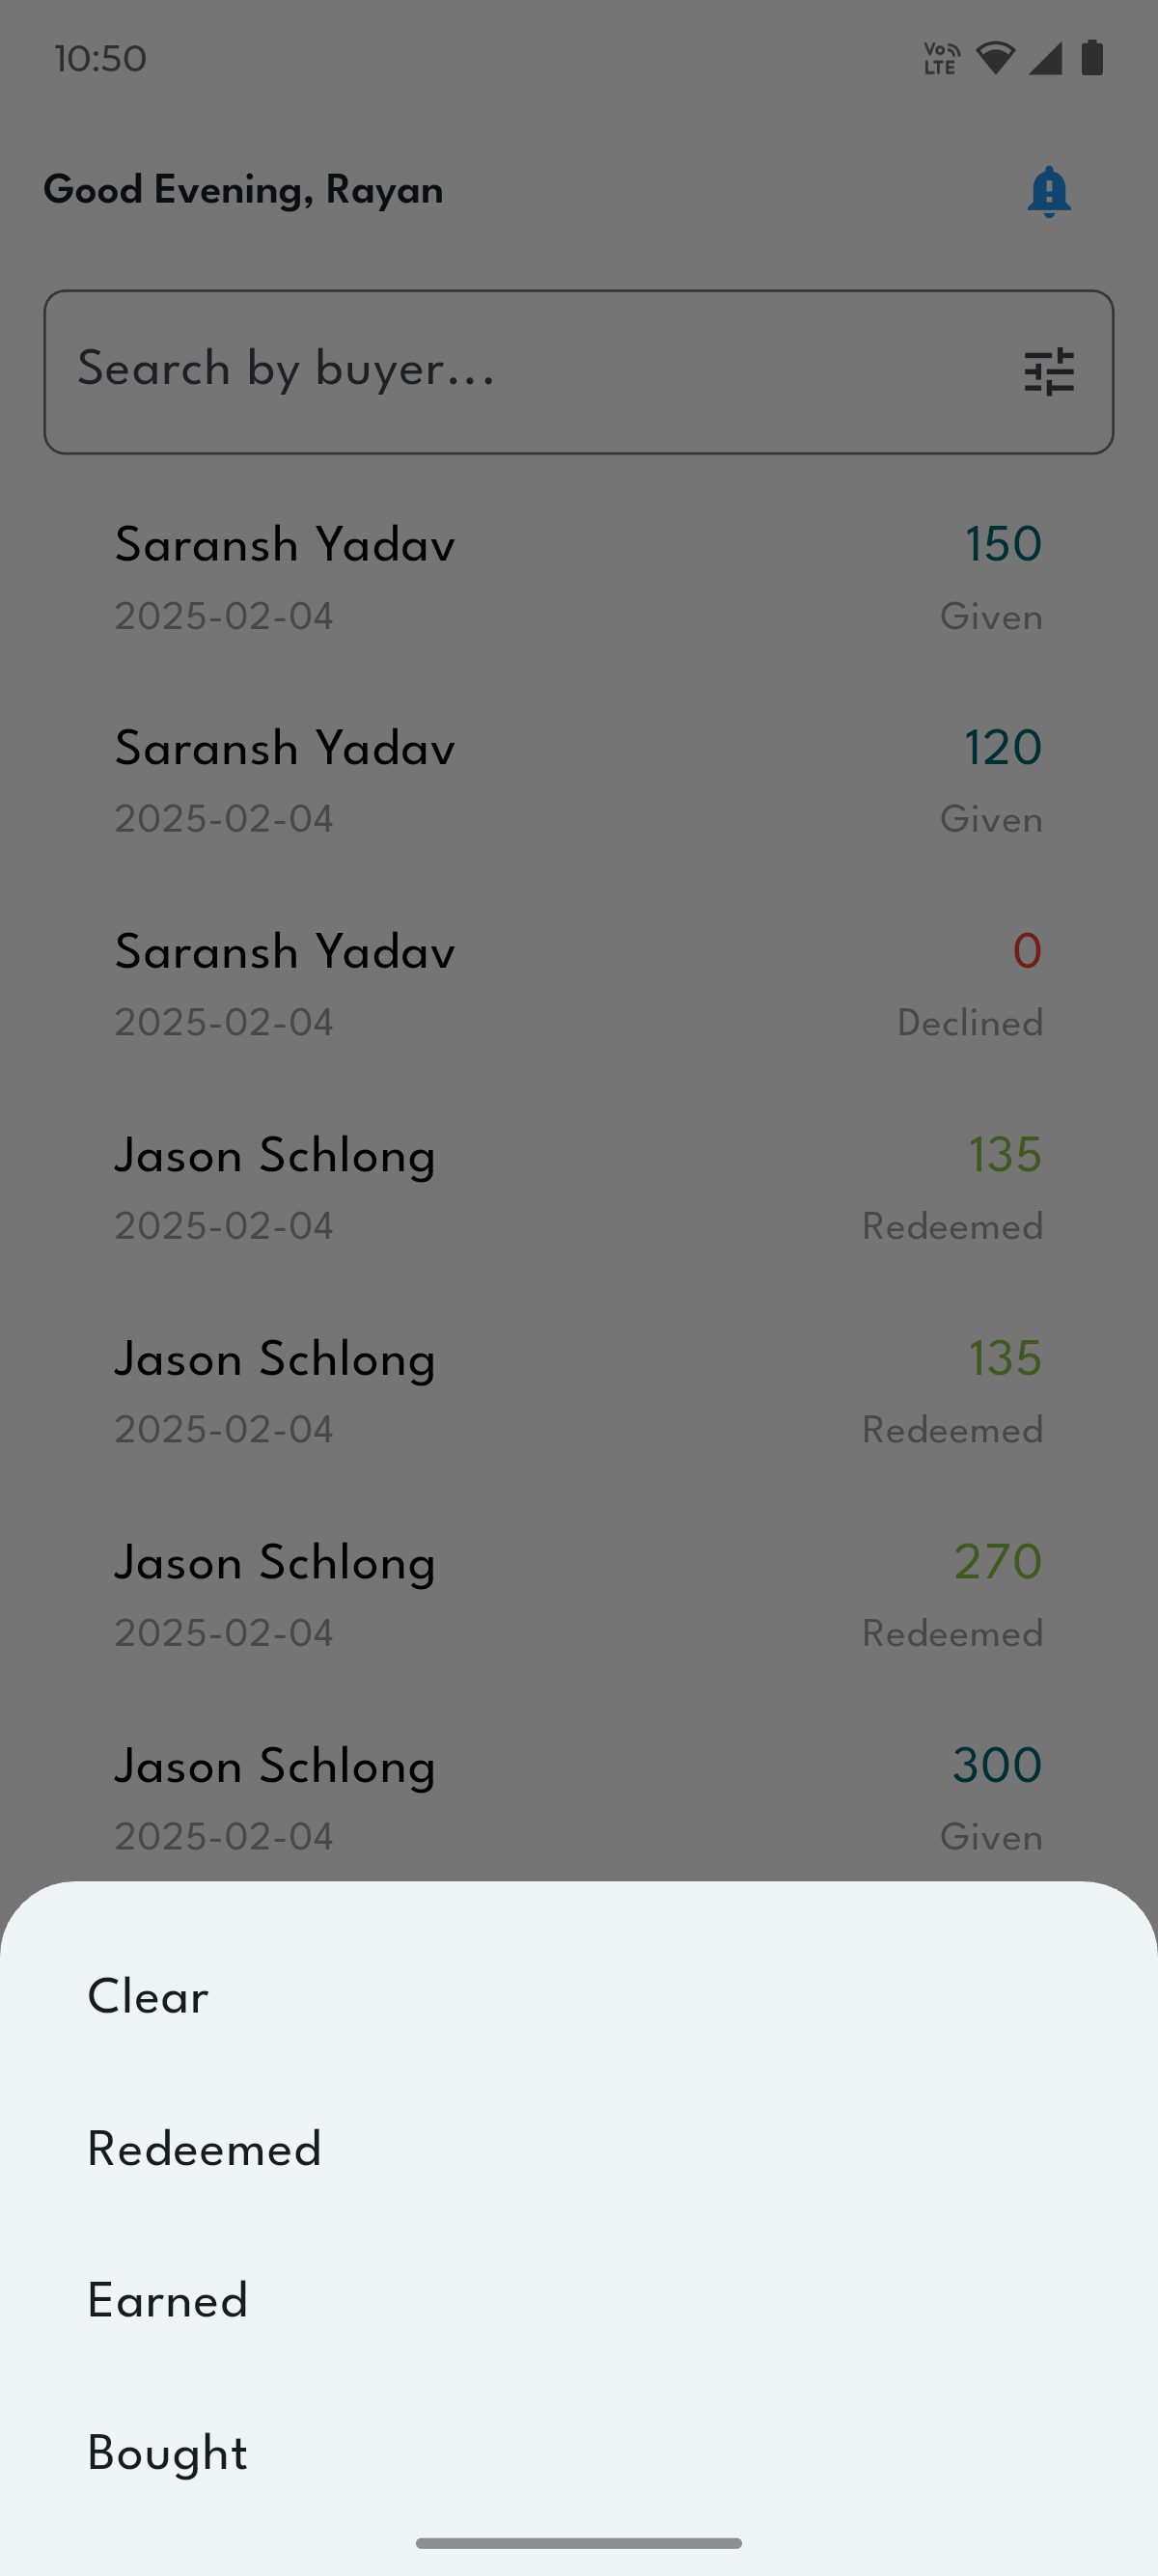 10:50
Vo LTE
Good Evening, Rayan
Search by buyer...
Saransh Yadav 150
2025-02-04 Given
Saransh Yadav 120
2025-02-04 Given
Saransh Yadav 0
2025-02-04 Declined
Jason Schlong 135
2025-02-04 Redeemed
Jason Schlong 135
2025-02-04 Redeemed
Jason Schlong 270
2025-02-04 Redeemed
Jason Schlong 300
2025-02-04 Given
Clear
Redeemed
Earned
Bought